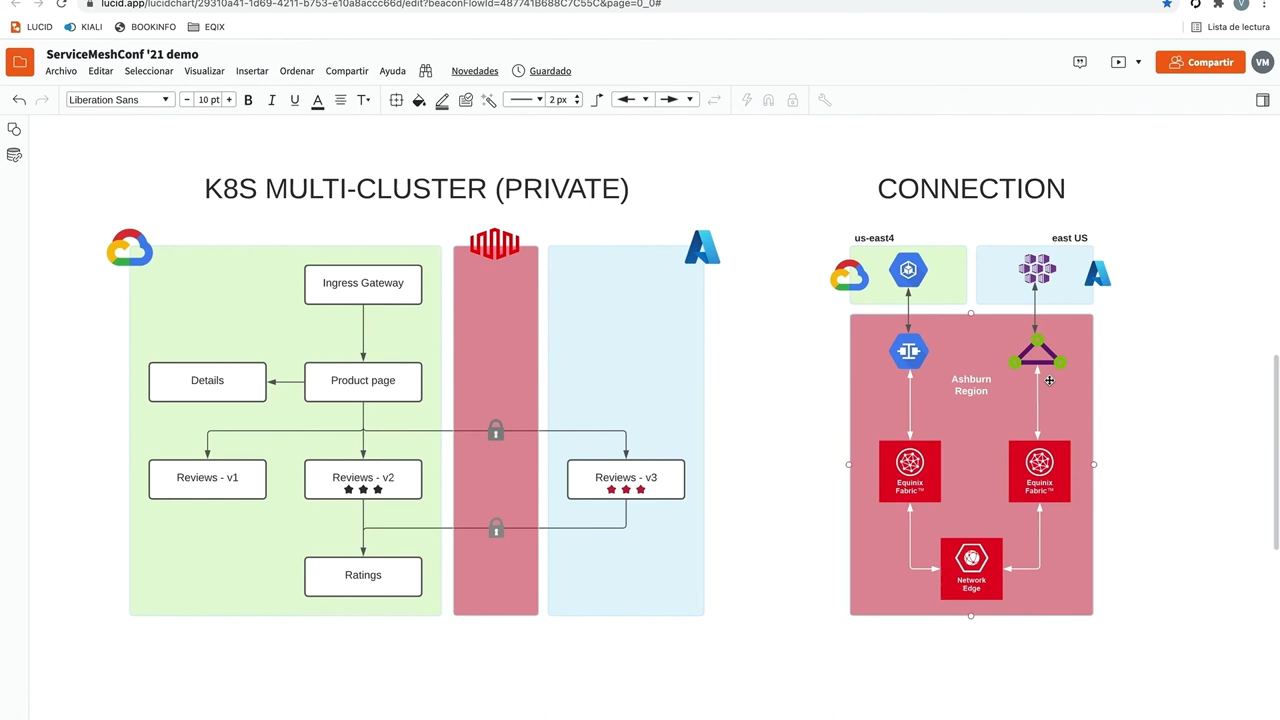 lucid.app/lucidchart/29310a41-1d69-4211-b753-e10a8accc66d/edit?beaconFlowId=487741B688C7C55C&page=0_0#
V
LUCID
KIALI
BOOKINFO
EQIX
Lista de lectura
ServiceMeshConf '21 demo
Archivo Editar Seleccionar Visualizar Insertar Ordenar Compartir Ayuda Novedades Guardado
Compartir
VM
Liberation Sans
- 10 pt +
B I U A T
2 px
K8S MULTI-CLUSTER (PRIVATE)
CONNECTION
us-east4
east US
Ingress Gateway
Details
Product page
Reviews - v1
Reviews - v2
Reviews - v3
Ratings
Ashburn
Region
Equinix
Fabric™
Equinix
Fabric™
Network
Edge